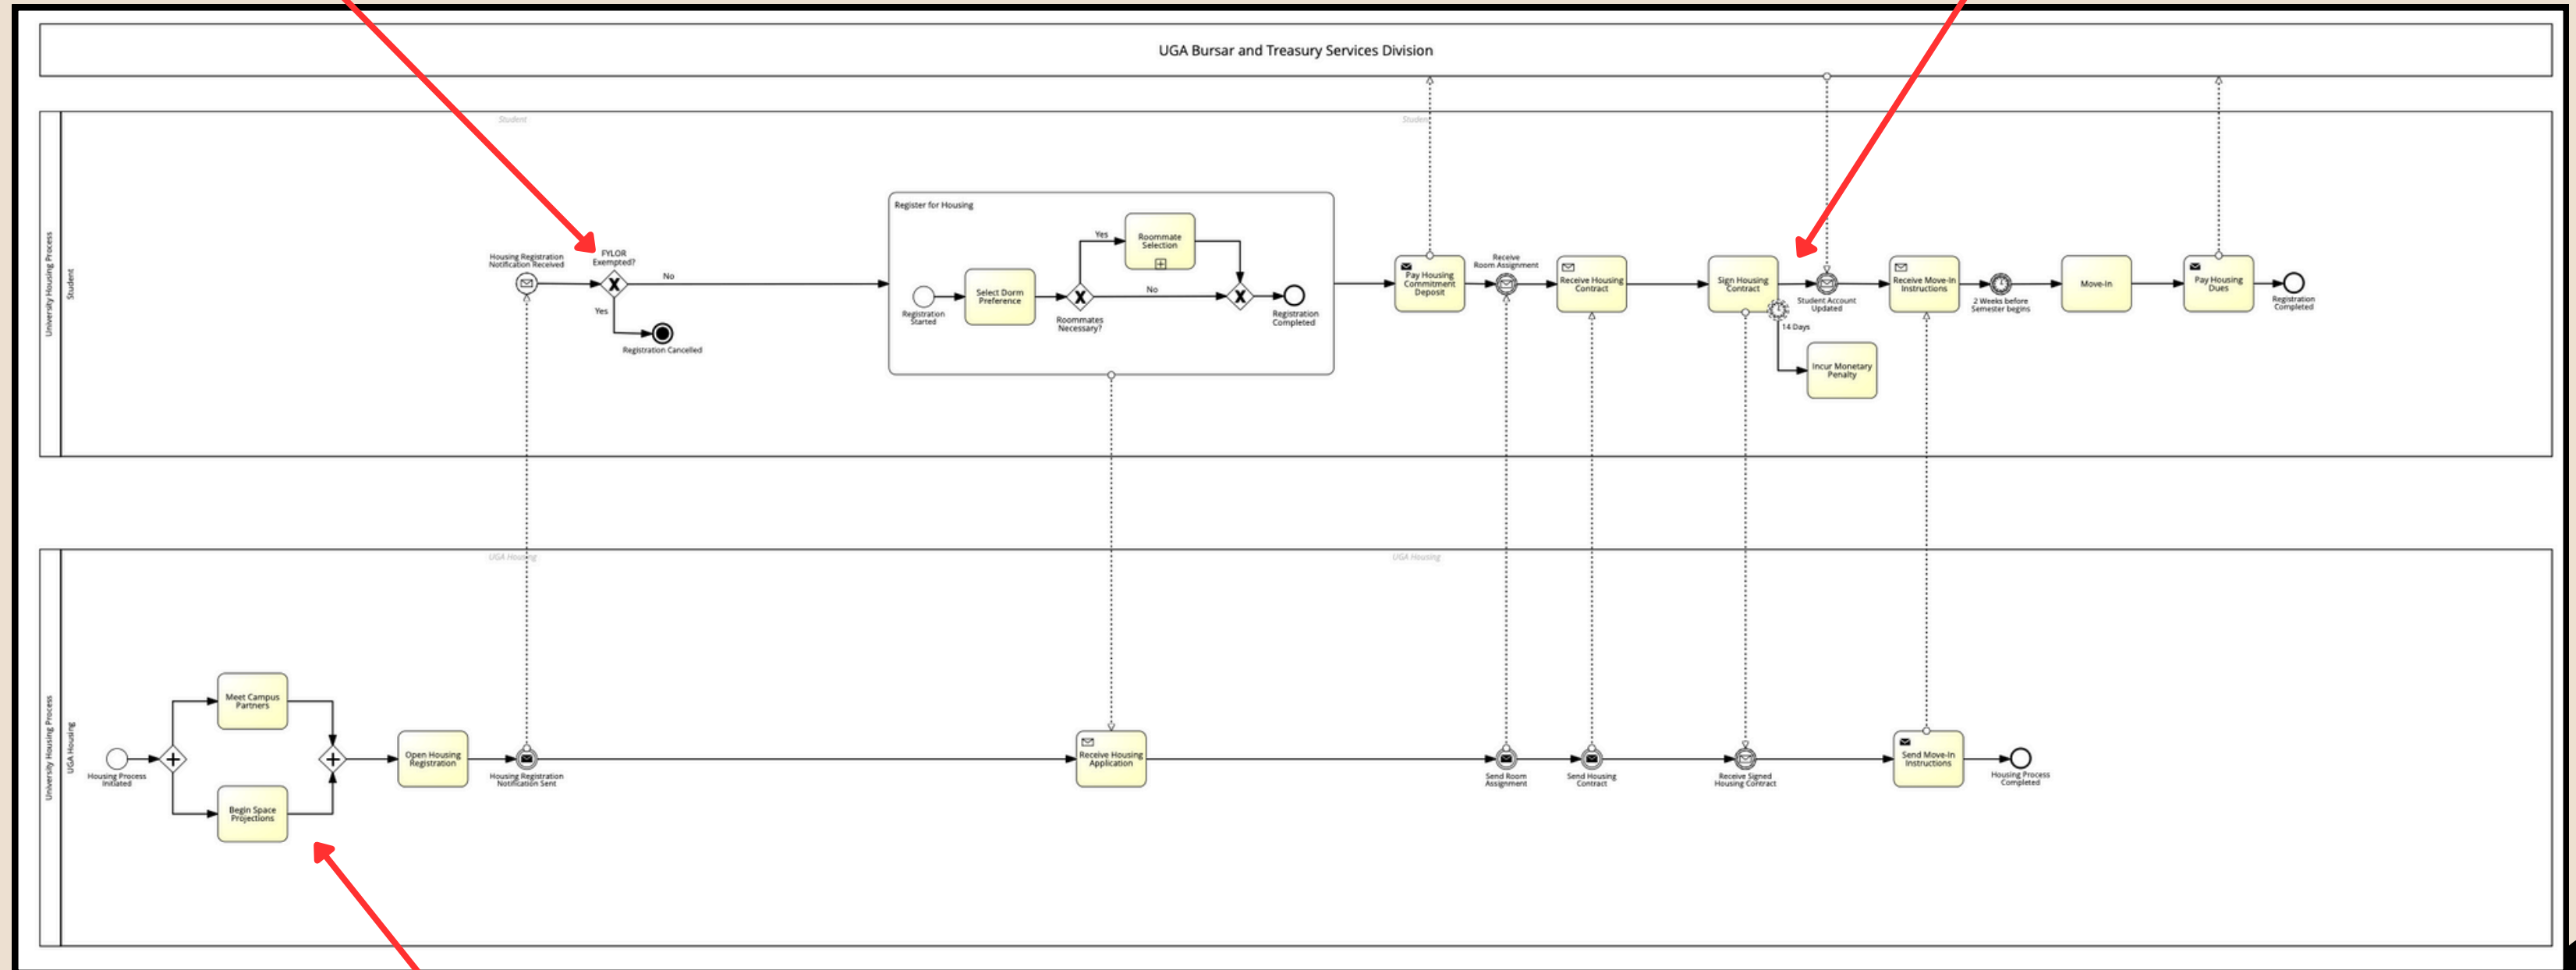 UGA Bursar and Treasury Services Division
University Housing Process
Student
Student
Student
Housing Registration
Notification Received
FYLOR
Exempted?
No
Yes
Registration Cancelled
Register for Housing
Registration
Started
Select Dorm
Preference
Roommates
Necessary?
Yes
No
Roommate
Selection
Registration
Completed
Pay Housing
Commitment
Deposit
Receive
Room Assignment
Receive Housing
Contract
Sign Housing
Contract
14 Days
Incur Monetary
Penalty
Student Account
Updated
Receive Move-In
Instructions
2 Weeks before
Semester begins
Move-In
Pay Housing
Dues
Registration
Completed
University Housing Process
UGA Housing
UGA Housing
UGA Housing
Housing Process
Initiated
Meet Campus
Partners
Begin Space
Projections
Open Housing
Registration
Housing Registration
Notification Sent
Receive Housing
Application
Send Room
Assignment
Send Housing
Contract
Receive Signed
Housing Contract
Send Move-In
Instructions
Housing Process
Completed